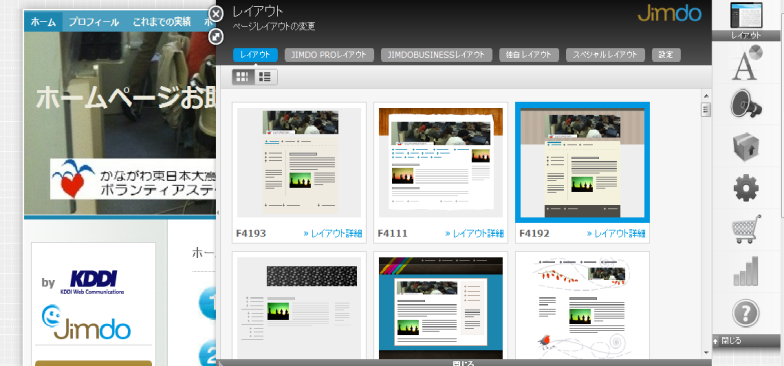 ホーム プロフィール これまでの実績
ホームページお
かながわ東日本大
ボランティアステ
by KDDI
KDDI Web Communications
Jimdo
ホー
1
2
レイアウト
ページレイアウトの変更
Jimdo
レイアウト JIMDO PROレイアウト JIMDOBUSINESSレイアウト 独自レイアウト スペシャルレイアウト 設定
F4193 » レイアウト詳細 F4111 » レイアウト詳細 F4192 » レイアウト詳細
閉じる
レイアウト
閉じる